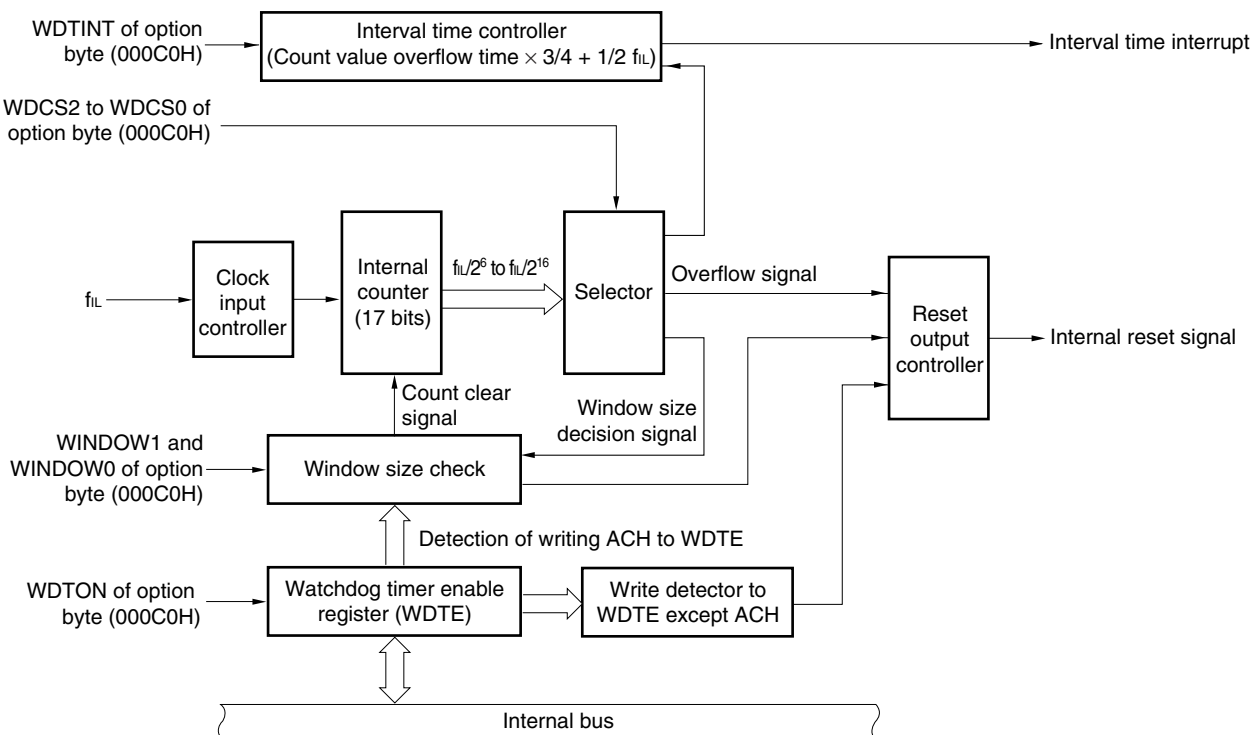 WDTINT of option
byte (000C0H)
Interval time controller
(Count value overflow time × 3/4 + 1/2 fIL)
Interval time interrupt
WDCS2 to WDCS0 of
option byte (000C0H)
fIL
Clock
input
controller
Internal
counter
(17 bits)
fIL/2⁶ to fIL/2¹⁶
Selector
Overflow signal
Reset
output
controller
Internal reset signal
Count clear
signal
Window size
decision signal
WINDOW1 and
WINDOW0 of option
byte (000C0H)
Window size check
Detection of writing ACH to WDTE
WDTON of option
byte (000C0H)
Watchdog timer enable
register (WDTE)
Write detector to
WDTE except ACH
Internal bus